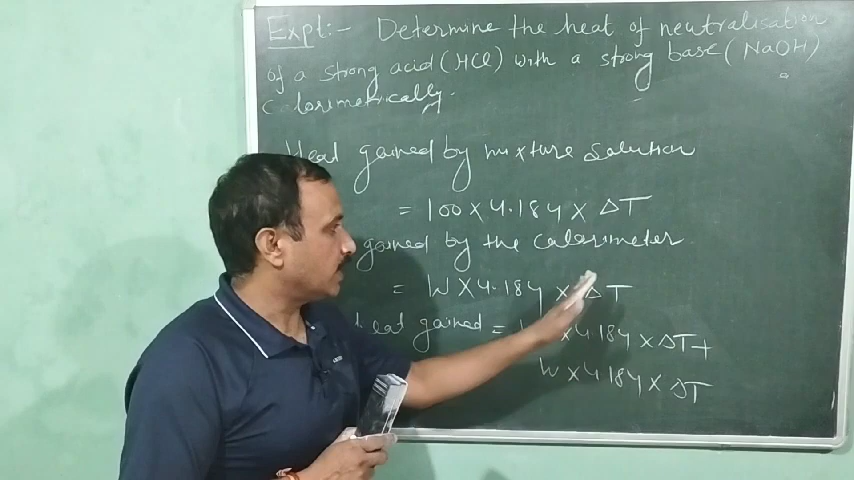 Expt:- Determine the heat of neutralisation
of a strong acid (HCl) with a strong base (NaOH)
Calorimetrically.
Heat gained by mixture solution
= 100 x 4.184 x ΔT
gained by the calorimeter
= W x 4.184 x ΔT
heat gained = x 4.184 x ΔT +
W x 4.184 x ΔT